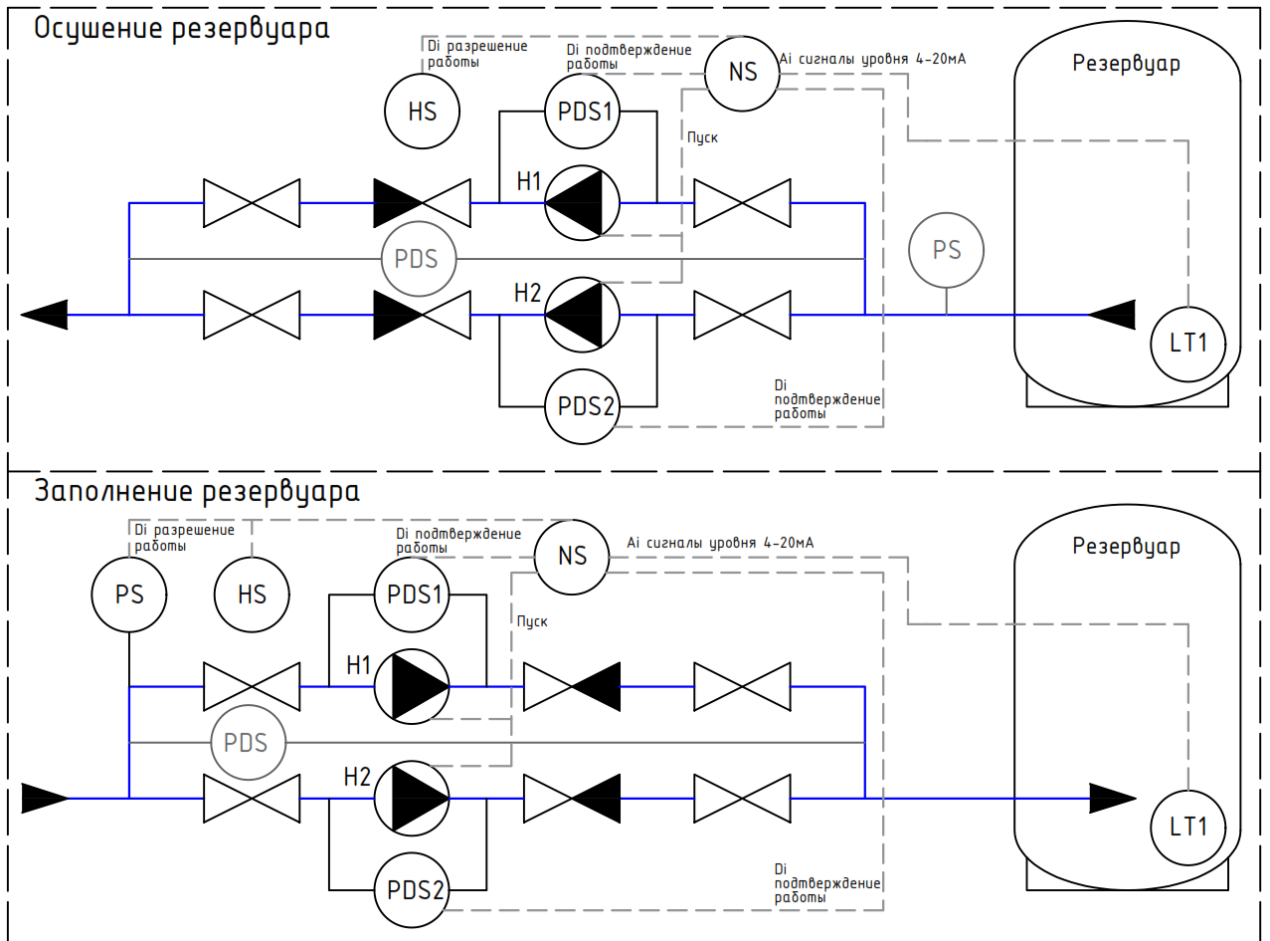 Осушение резервуара
Di разрешение
работы
Di подтверждение
работы
NS
Ai сигналы уровня 4-20мА
Резервуар
HS
PDS1
Пуск
H1
PDS
PS
H2
LT1
PDS2
Di
подтверждение
работы
Заполнение резервуара
Di разрешение
работы
Di подтверждение
работы
NS
Ai сигналы уровня 4-20мА
Резервуар
PS
HS
PDS1
Пуск
H1
PDS
H2
LT1
PDS2
Di
подтверждение
работы